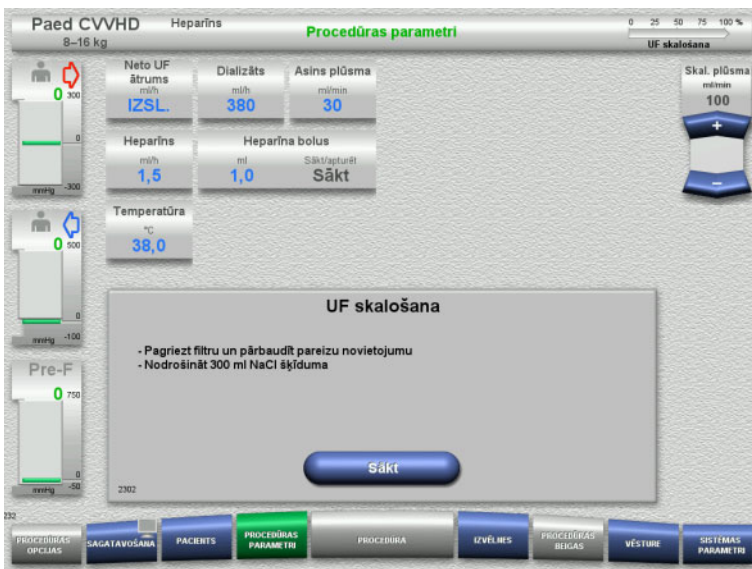 Paed CVVHD
8–16 kg
Heparīns
Procedūras parametri
0 25 50 75 100 %
UF skalošana
0 300
0
mmHg -300
Neto UF
ātrums
ml/h
IZSL.
Dializāts
ml/h
380
Asins plūsma
ml/min
30
Skal. plūsma
ml/min
100
+
–
Heparīns
ml/h
1,5
Heparīna bolus
ml
1,0
Sākt/apturēt
Sākt
Temperatūra
°C
38,0
0 500
0
mmHg -100
Pre-F
0 750
0
mmHg -50
UF skalošana
- Pagriezt filtru un pārbaudīt pareizu novietojumu
- Nodrošināt 300 ml NaCl šķīduma
Sākt
2302
232
PROCEDŪRAS
OPCIJAS
SAGATAVOŠANA
PACIENTS
PROCEDŪRAS
PARAMETRI
PROCEDŪRA
IZVĒLNES
PROCEDŪRAS
BEIGAS
VĒSTURE
SISTĒMAS
PARAMETRI